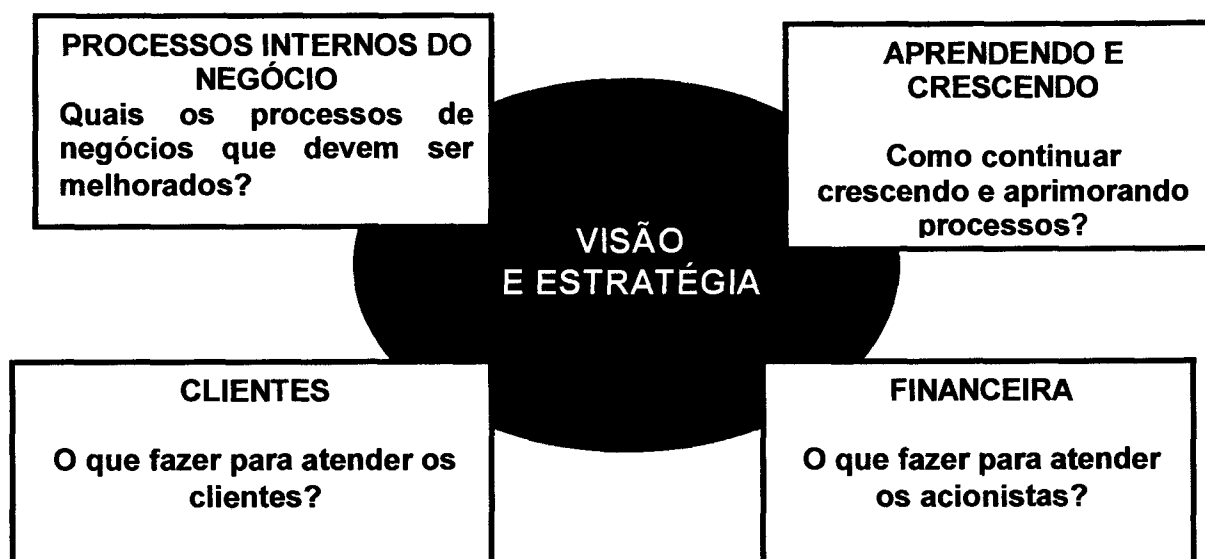 PROCESSOS INTERNOS DO
NEGÓCIO
Quais os processos de
negócios que devem ser
melhorados?
APRENDENDO E
CRESCENDO
Como continuar
crescendo e aprimorando
processos?
VISÃO
E ESTRATÉGIA
CLIENTES
O que fazer para atender os
clientes?
FINANCEIRA
O que fazer para atender
os acionistas?